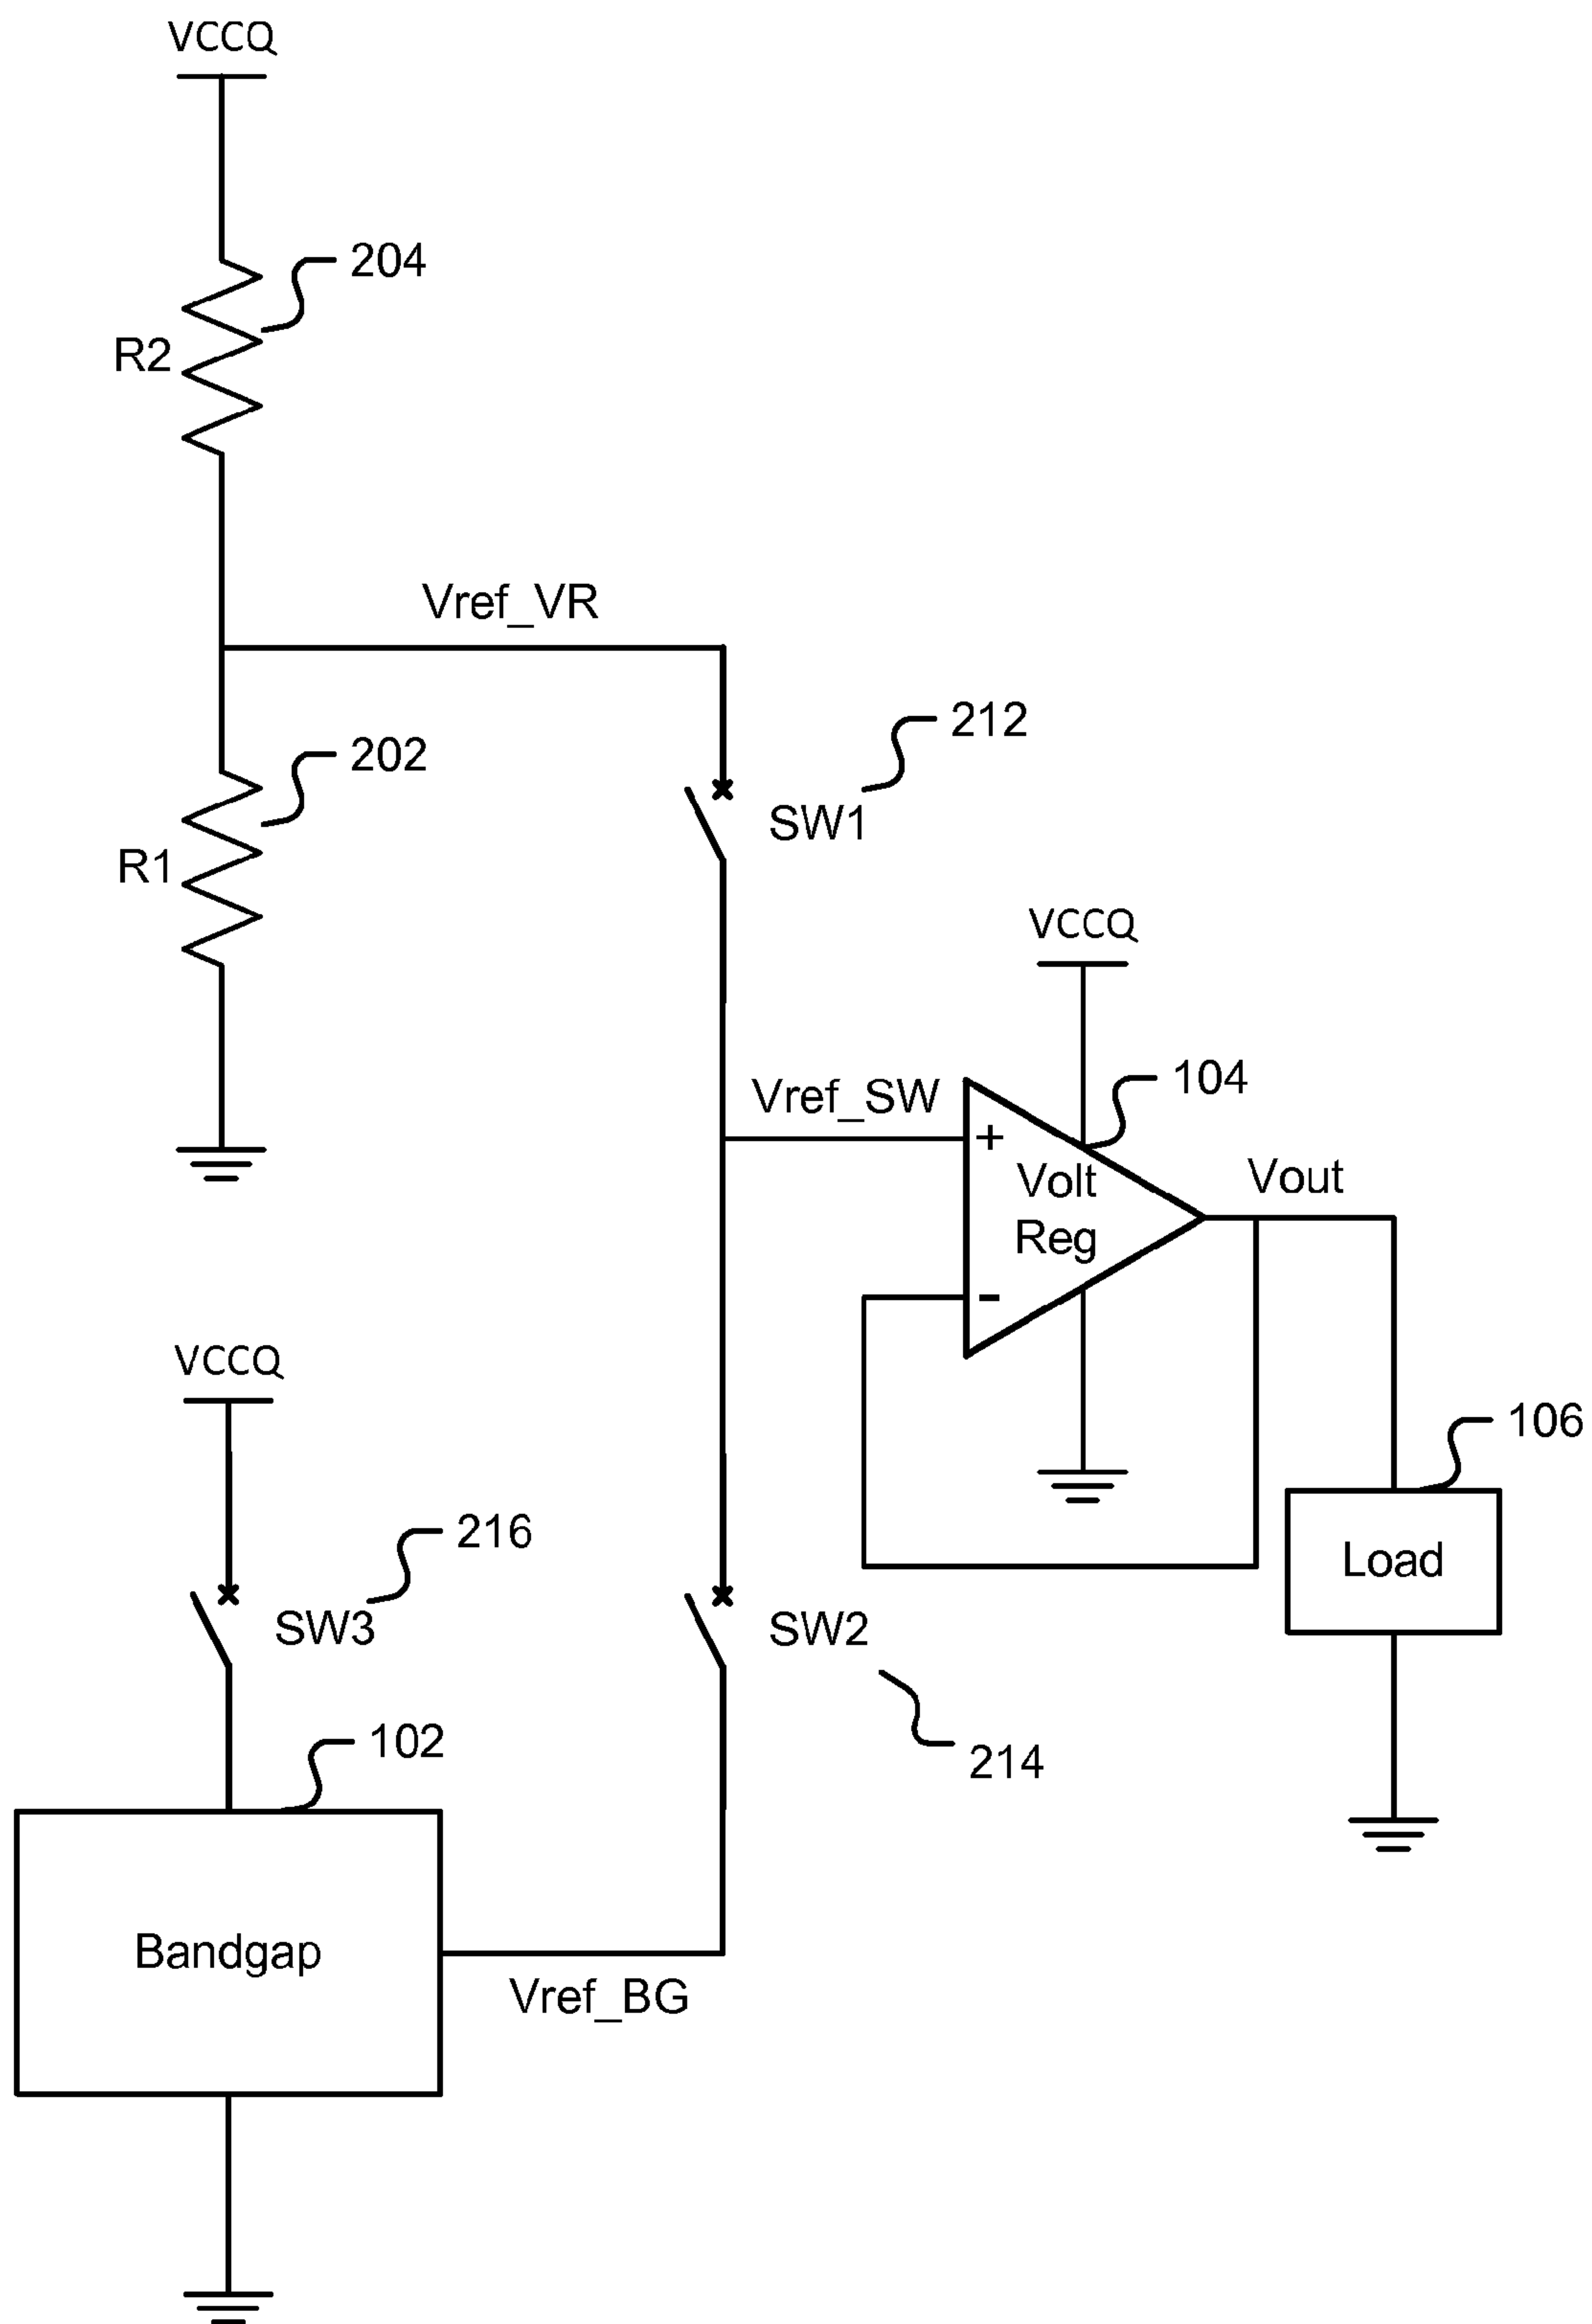 VCCQ
204
R2
Vref_VR
212
202
SW1
R1
VCCQ
104
Vref_SW
+
Volt
Reg
Vout
-
VCCQ
106
216
Load
SW3
SW2
102
214
Bandgap
Vref_BG